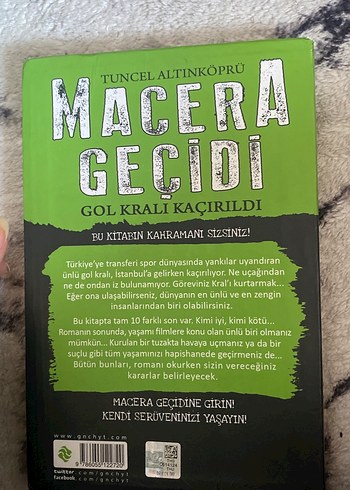 TUNCEL ALTINKÖPRÜ
MACERA
GEÇİDİ
GOL KRALI KAÇIRILDI
BU KİTABIN KAHRAMANI SİZSİNİZ!
Türkiye'ye transferi spor dünyasında yankılar uyandıran
ünlü gol kralı, İstanbul'a gelirken kaçırılıyor. Ne uçağından
ne de ondan iz bulunamıyor. Göreviniz Kral'ı kurtarmak...
Eğer ona ulaşabilirseniz, dünyanın en ünlü ve en zengin
insanlarından biri olabilirsiniz.
Bu kitapta tam 10 farklı son var. Kimi iyi, kimi kötü...
Romanın sonunda, yaşamı filmlere konu olan ünlü biri olmanız
mümkün... Kurulan bir tuzakta havaya uçmanız ya da bir
suçlu gibi tüm yaşamınızı hapishanede geçirmeniz de...
Bütün bunları, romanı okurken sizin vereceğiniz
kararlar belirleyecek.
MACERA GEÇİDİNE GİRİN!
KENDİ SERÜVENİNİZİ YAŞAYIN!
www.gnchyt.com
9786055122720
twitter.com/gnchyt
facebook.com/gnchyt